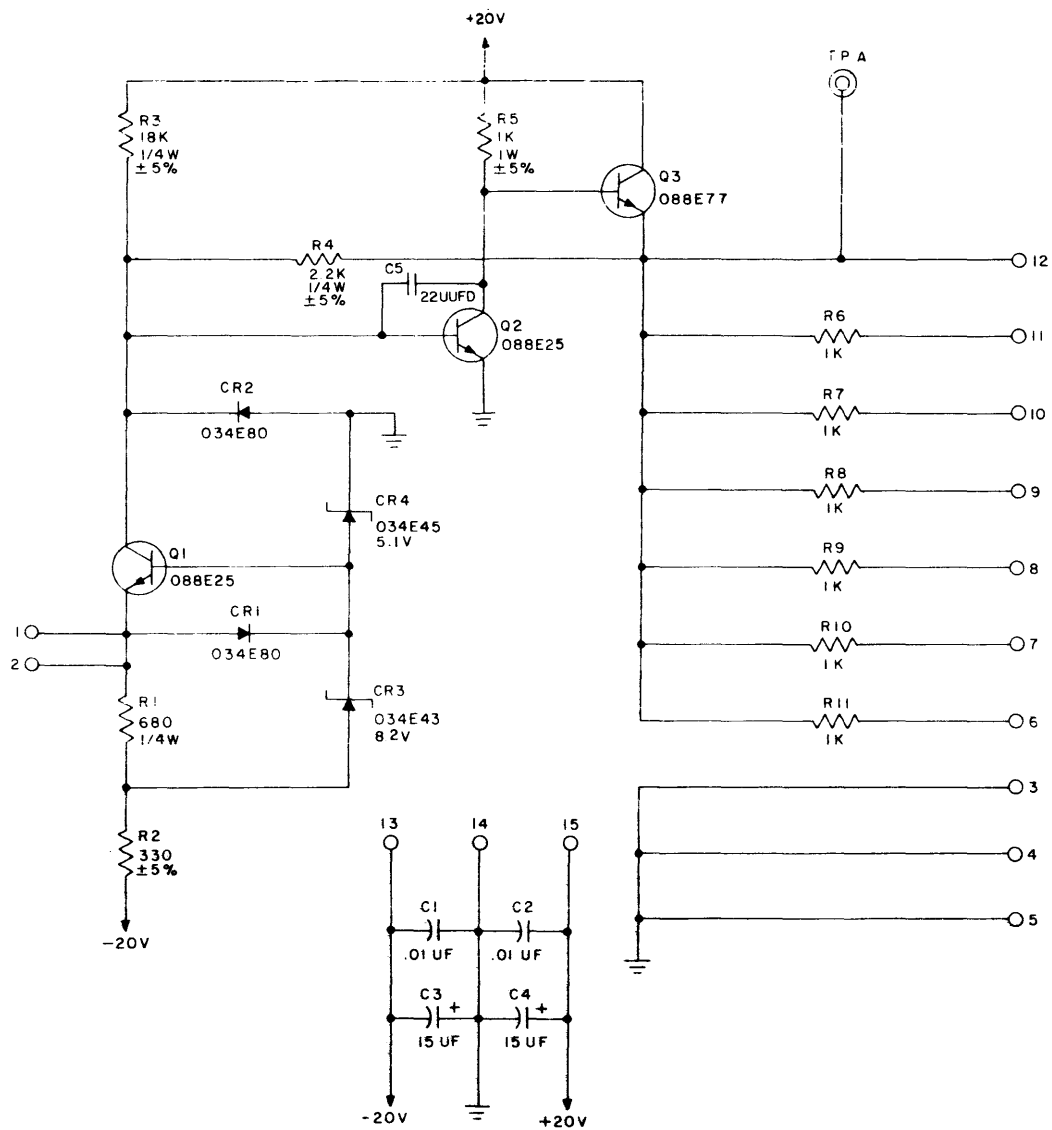 +20V
TP A
R3
18K
1/4W
±5%
R5
1K
1W
±5%
Q3
088E77
R4
2.2K
1/4W
±5%
C5
22UUFD
12
Q2
088E25
R6
1K
11
CR2
034E80
R7
1K
10
CR4
034E45
5.1V
R8
1K
9
Q1
088E25
R9
1K
8
CR1
034E80
1
2
R10
1K
7
R1
680
1/4W
CR3
034E43
8.2V
R11
1K
6
3
R2
330
±5%
13
14
15
4
-20V
C1
.01 UF
C2
.01 UF
5
C3
+
15 UF
C4
+
15 UF
-20V
+20V